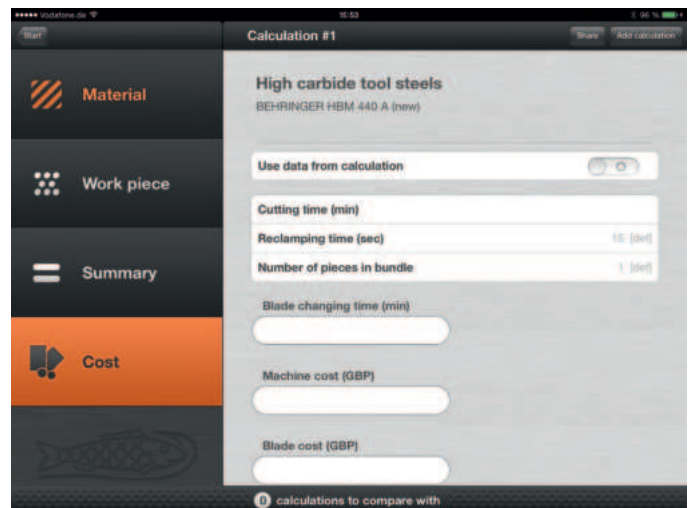 Vodafone.de
15:53
96 %
Start
Calculation #1
Share
Add calculation
Material
Work piece
Summary
Cost
High carbide tool steels
BEHRINGER HBM 440 A (new)
Use data from calculation
Cutting time (min)
Reclamping time (sec)
15 [def]
Number of pieces in bundle
1 [def]
Blade changing time (min)
Machine cost (GBP)
Blade cost (GBP)
0 calculations to compare with